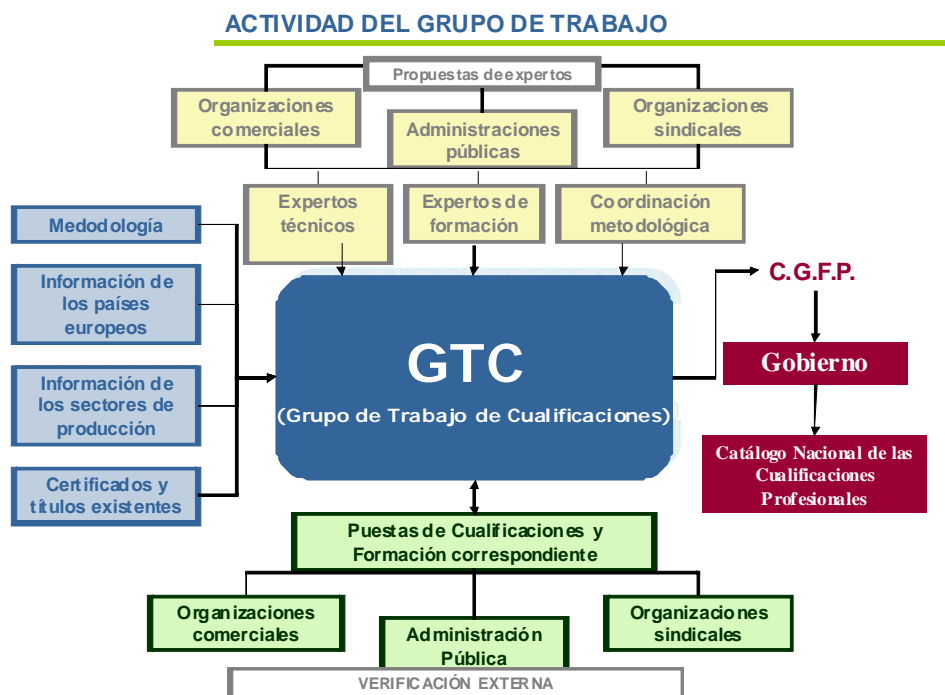 ACTIVIDAD DEL GRUPO DE TRABAJO
Propuestas de expertos
Organizaciones
comerciales
Administraciones
públicas
Organizaciones
sindicales
Expertos
técnicos
Expertos de
formación
Coordinación
metodológica
Medodología
Información de
los países
europeos
Información de
los sectores de
producción
Certificados y
títulos existentes
GTC
(Grupo de Trabajo de Cualificaciones)
C.G.F.P.
Gobierno
Catálogo Nacional de las
Cualificaciones
Profesionales
Puestas de Cualificaciones y
Formación correspondiente
Organizaciones
comerciales
Administración
Pública
Organizaciones
sindicales
VERIFICACIÓN EXTERNA